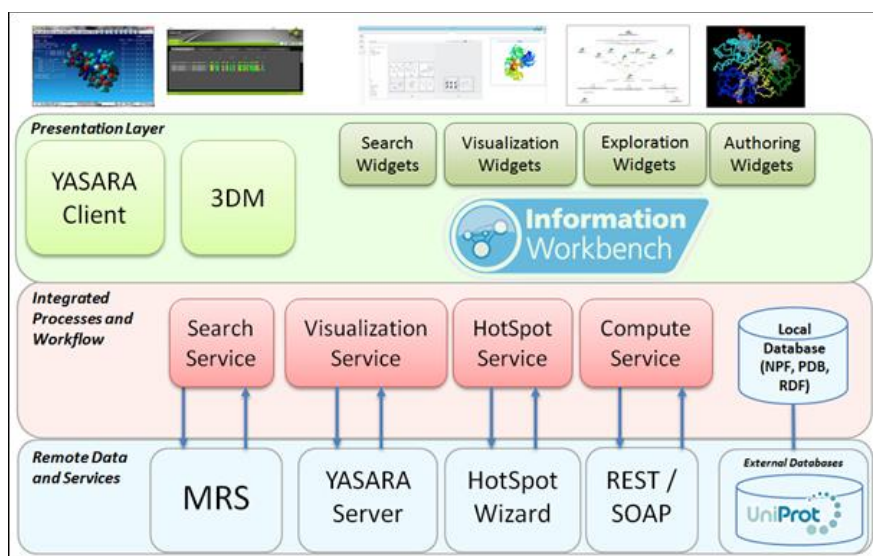 Presentation Layer
YASARA
Client
3DM
Search
Widgets
Visualization
Widgets
Exploration
Widgets
Authoring
Widgets
Information
Workbench
Integrated
Processes and
Workflow
Search
Service
Visualization
Service
HotSpot
Service
Compute
Service
Local
Database
(NPF, PDB,
RDF)
Remote Data
and Services
MRS
YASARA
Server
HotSpot
Wizard
REST /
SOAP
External Databases
UniProt